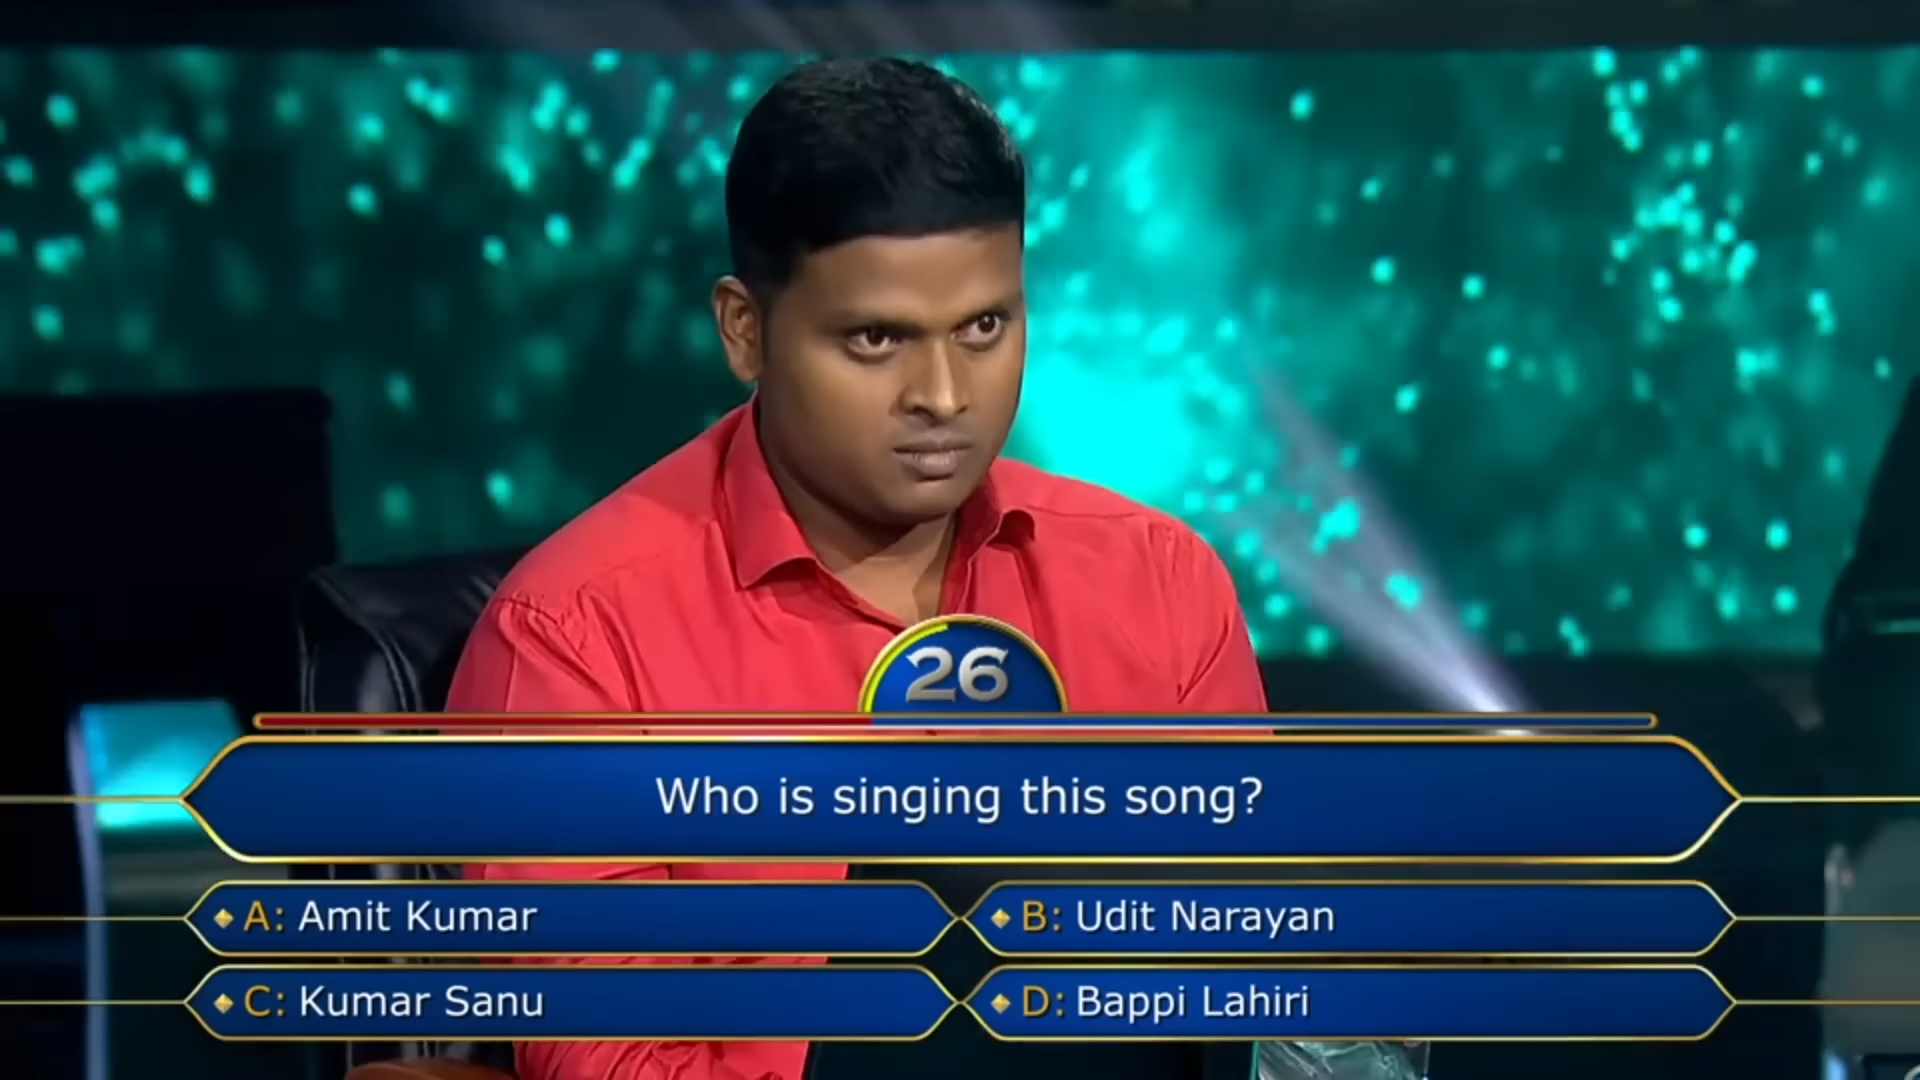 26
Who is singing this song?
A: Amit Kumar
B: Udit Narayan
C: Kumar Sanu
D: Bappi Lahiri